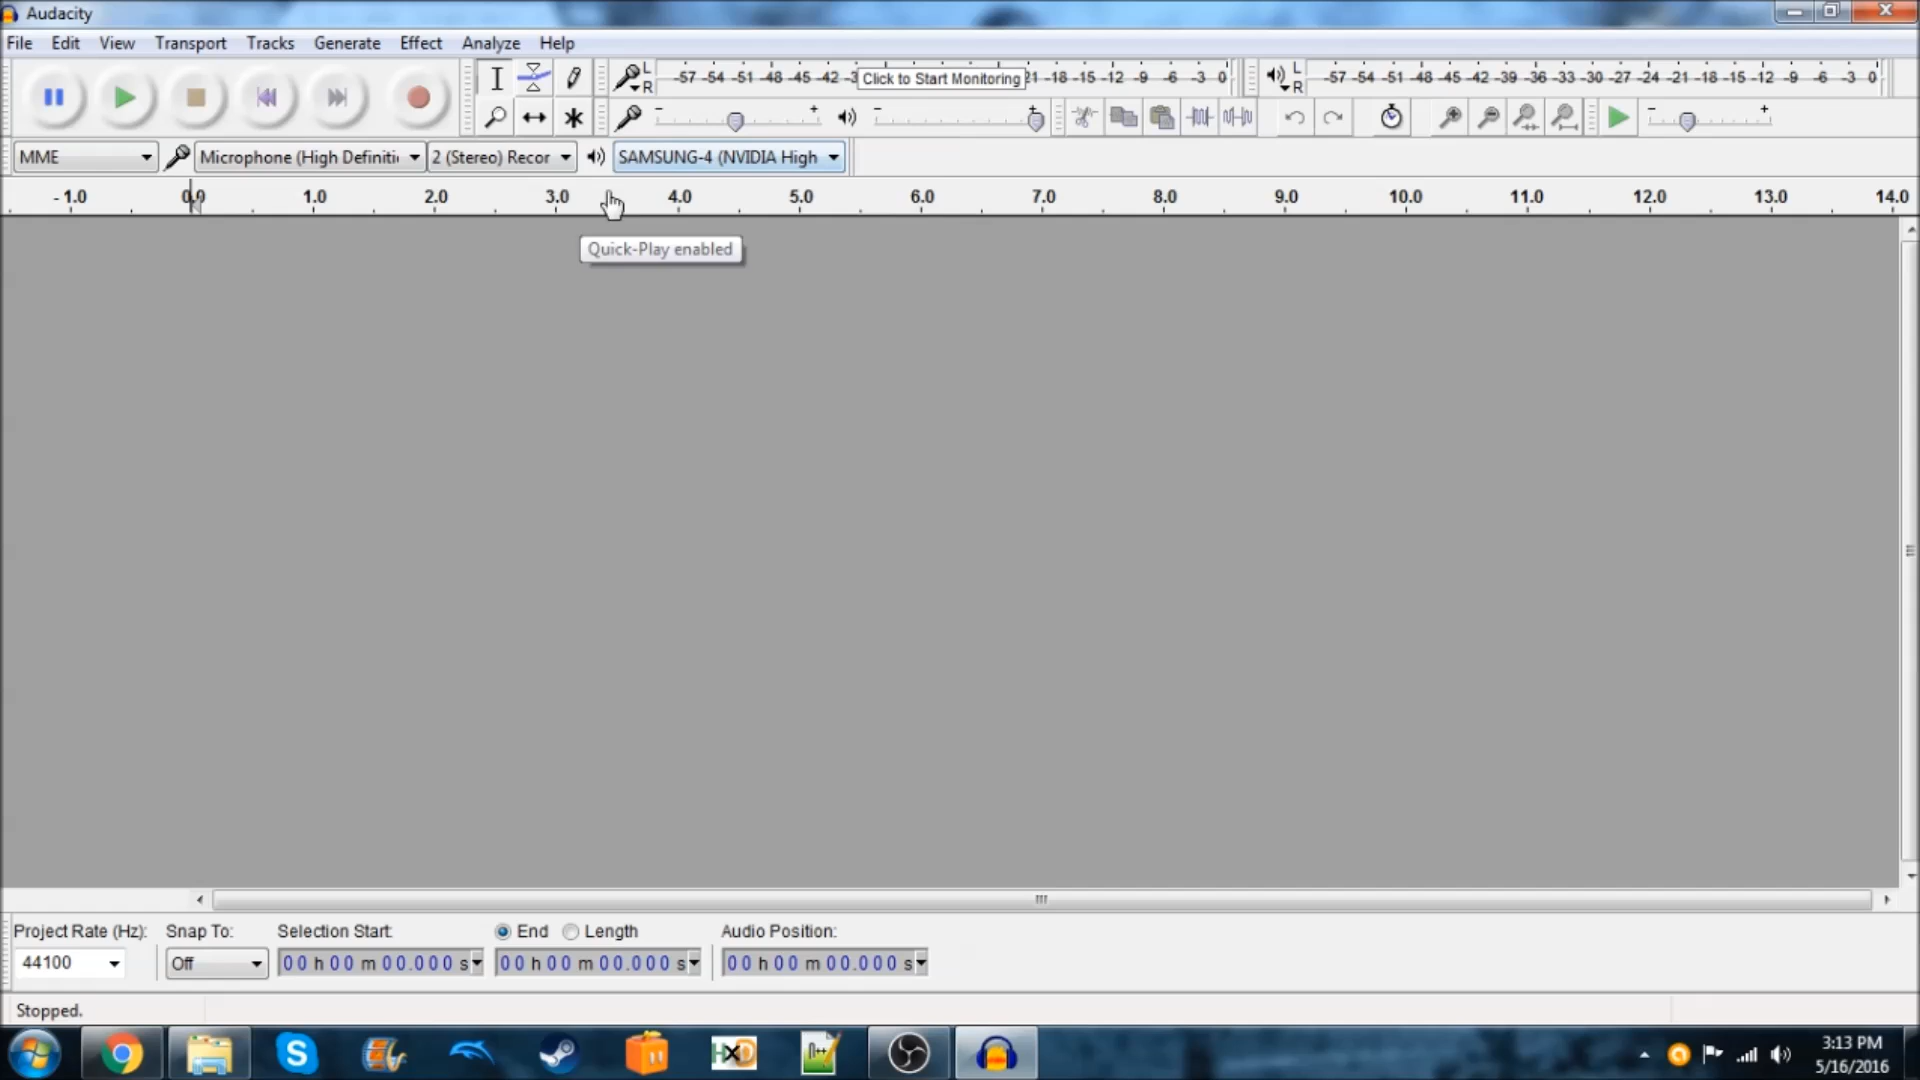 Audacity
File Edit View Transport Tracks Generate Effect Analyze Help
L
R
-57 -54 -51 -48 -45 -42 -3 Click to Start Monitoring 21 -18 -15 -12 -9 -6 -3 0
L
R
-57 -54 -51 -48 -45 -42 -39 -36 -33 -30 -27 -24 -21 -18 -15 -12 -9 -6 -3 0
- + - + - +
MME Microphone (High Definiti 2 (Stereo) Recor SAMSUNG-4 (NVIDIA High
- 1.0 0.0 1.0 2.0 3.0 4.0 5.0 6.0 7.0 8.0 9.0 10.0 11.0 12.0 13.0 14.0
Quick-Play enabled
Project Rate (Hz): Snap To: Selection Start: End Length Audio Position:
44100 Off 00 h 00 m 00.000 s 00 h 00 m 00.000 s 00 h 00 m 00.000 s
Stopped.
S HXD n++
3:13 PM
5/16/2016